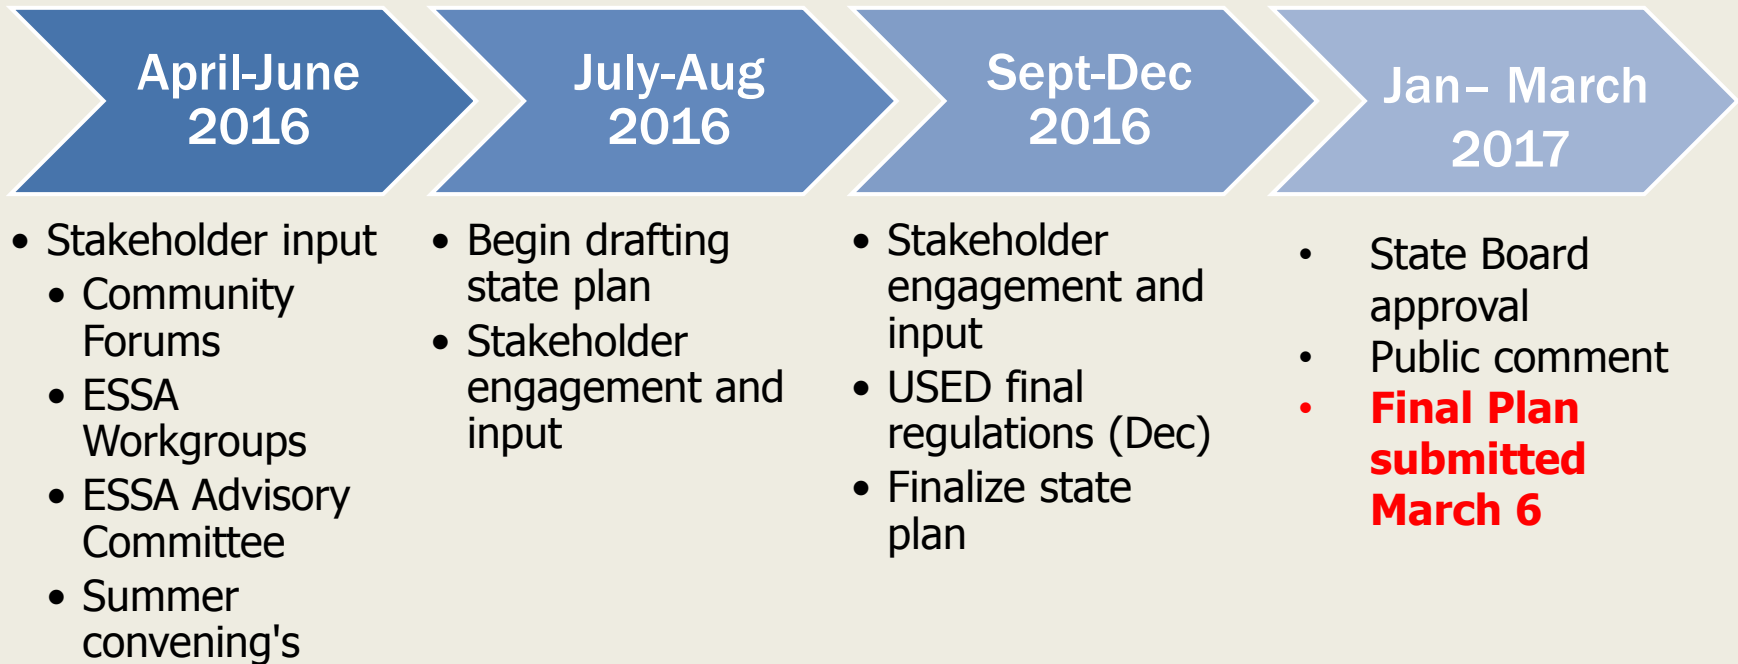 April-June
2016
• Stakeholder input
• Community
Forums
• ESSA
Workgroups
• ESSA Advisory
Committee
• Summer
convening's
July-Aug
2016
• Begin drafting
state plan
• Stakeholder
engagement and
input
Sept-Dec
2016
• Stakeholder
engagement and
input
• USED final
regulations (Dec)
• Finalize state
plan
Jan– March
2017
• State Board
approval
• Public comment
• Final Plan
submitted
March 6